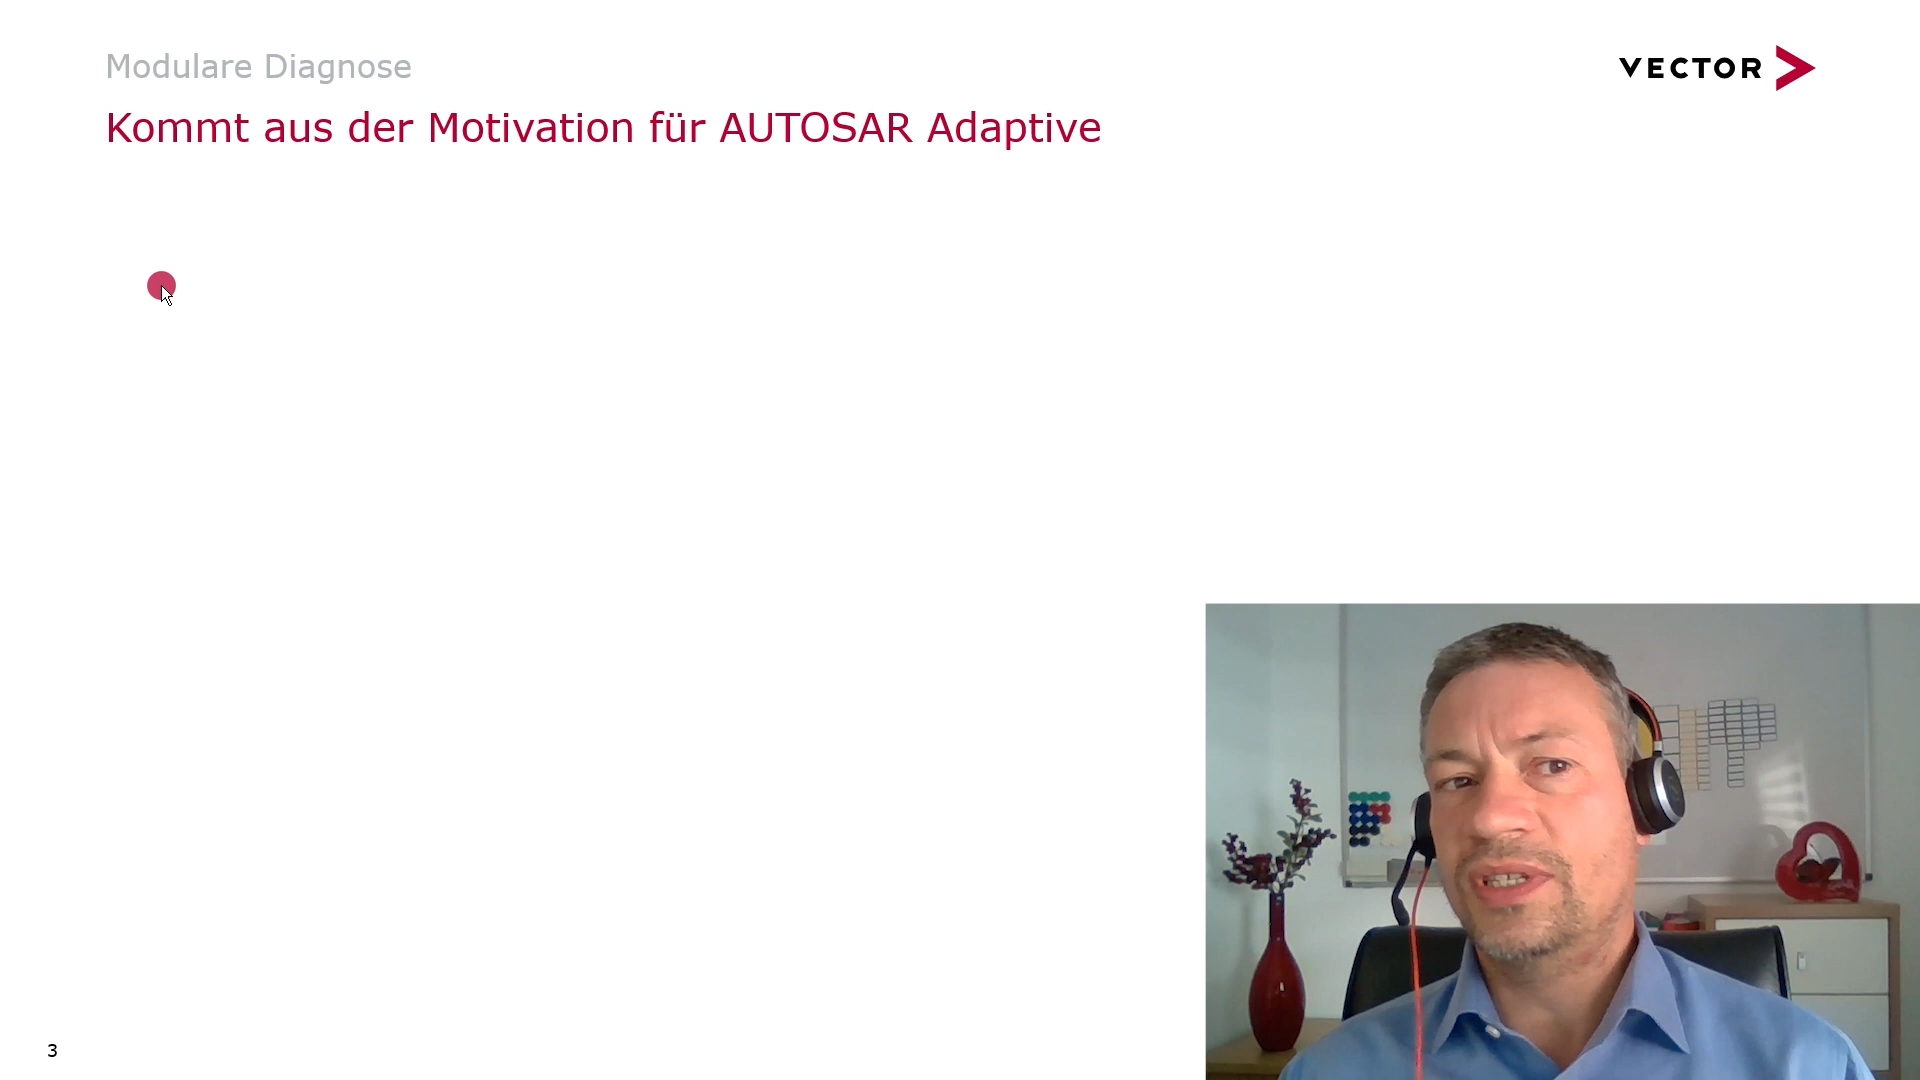 Modulare Diagnose
VECTOR
Kommt aus der Motivation für AUTOSAR Adaptive
3